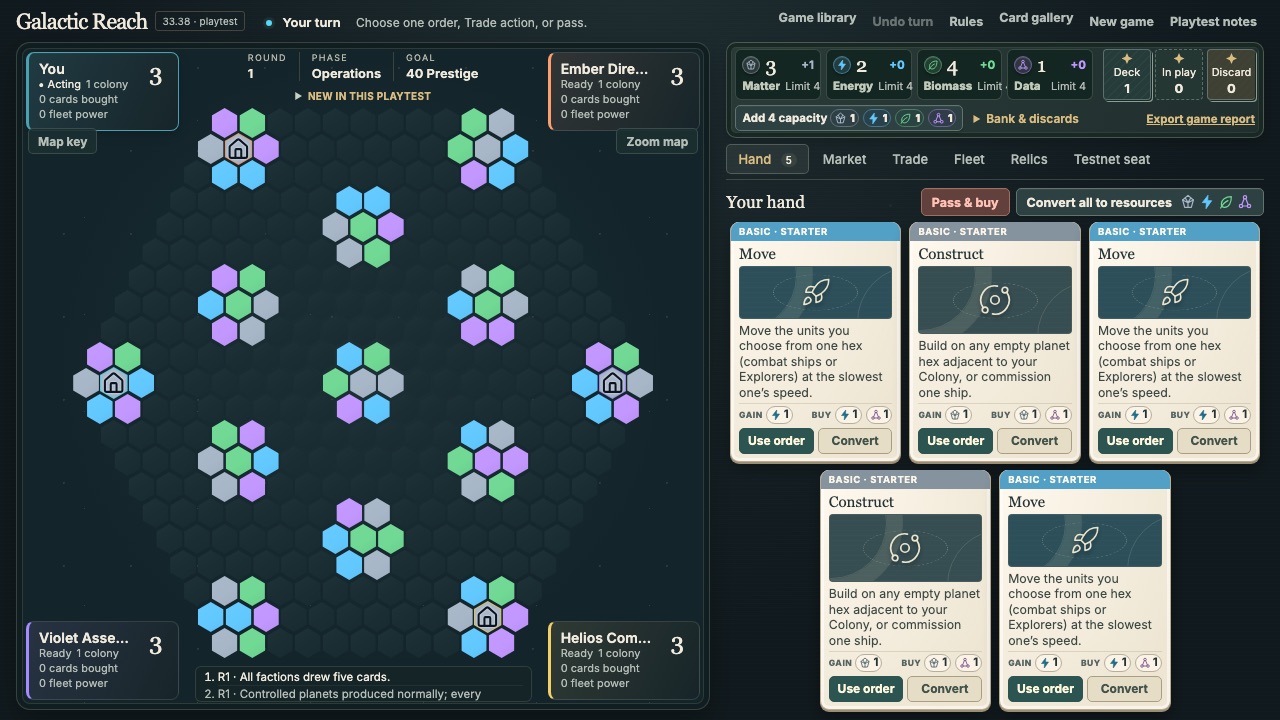 Galactic Reach
33.38 · playtest
Your turn
Choose one order, Trade action, or pass.
Game library
Undo turn
Rules
Card gallery
New game
Playtest notes
You
3
Acting 1 colony
0 cards bought
0 fleet power
Map key
ROUND
1
PHASE
Operations
GOAL
40 Prestige
NEW IN THIS PLAYTEST
Ember Dire...
3
Ready 1 colony
0 cards bought
0 fleet power
Zoom map
Violet Asse...
3
Ready 1 colony
0 cards bought
0 fleet power
Helios Com...
3
Ready 1 colony
0 cards bought
0 fleet power
1. R1 · All factions drew five cards.
2. R1 · Controlled planets produced normally; every
3 +1
Matter Limit 4
2 +0
Energy Limit 4
4 +0
Biomass Limit 4
1 +0
Data Limit 4
Deck
1
In play
0
Discard
0
Add 4 capacity 1 1 1 1
Bank & discards
Export game report
Hand 5
Market
Trade
Fleet
Relics
Testnet seat
Your hand
Pass & buy
Convert all to resources
BASIC · STARTER
Move
Move the units you
choose from one hex
(combat ships or
Explorers) at the slowest
one's speed.
GAIN 1 BUY 1 1
Use order
Convert
BASIC · STARTER
Construct
Build on any empty planet
hex adjacent to your
Colony, or commission
one ship.
GAIN 1 BUY 1 1
Use order
Convert
BASIC · STARTER
Move
Move the units you
choose from one hex
(combat ships or
Explorers) at the slowest
one's speed.
GAIN 1 BUY 1 1
Use order
Convert
BASIC · STARTER
Construct
Build on any empty planet
hex adjacent to your
Colony, or commission
one ship.
GAIN 1 BUY 1 1
Use order
Convert
BASIC · STARTER
Move
Move the units you
choose from one hex
(combat ships or
Explorers) at the slowest
one's speed.
GAIN 1 BUY 1 1
Use order
Convert